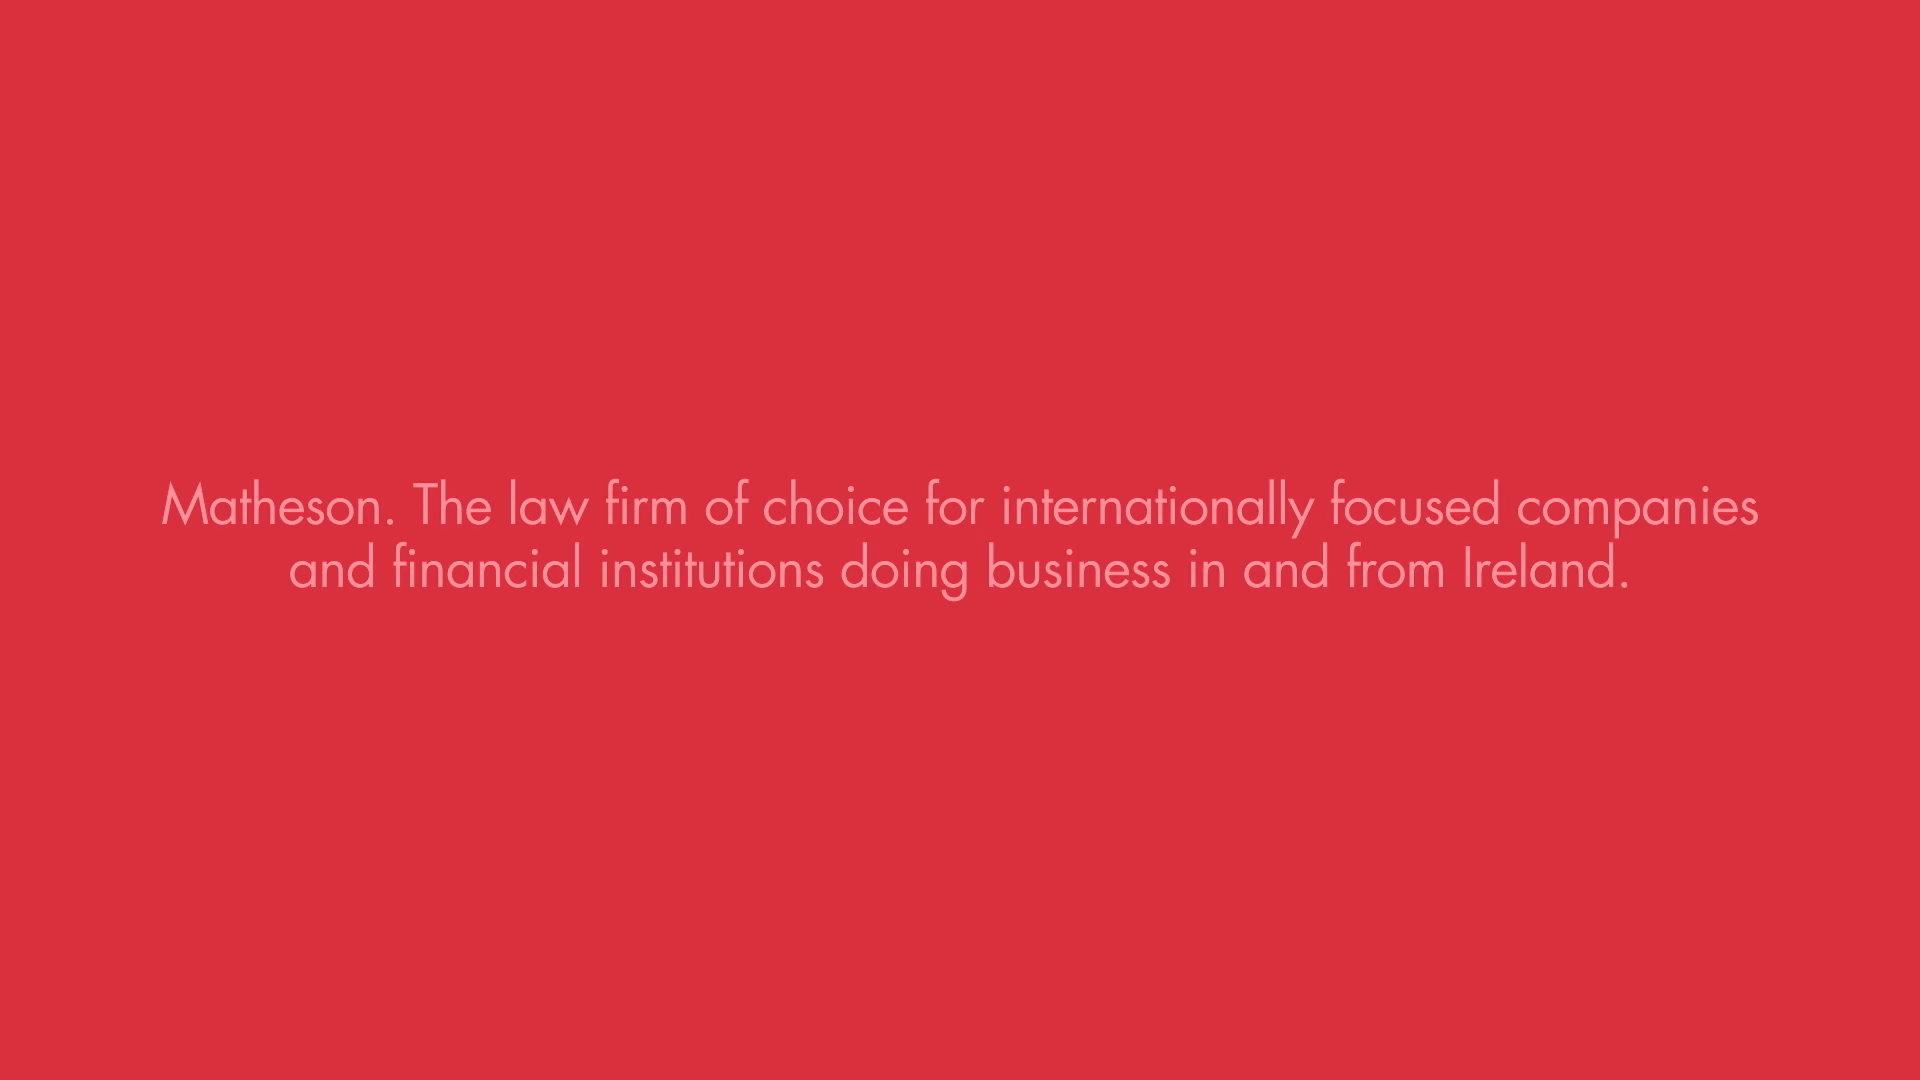 Matheson. The law firm of choice for internationally focused companies
and financial institutions doing business in and from Ireland.